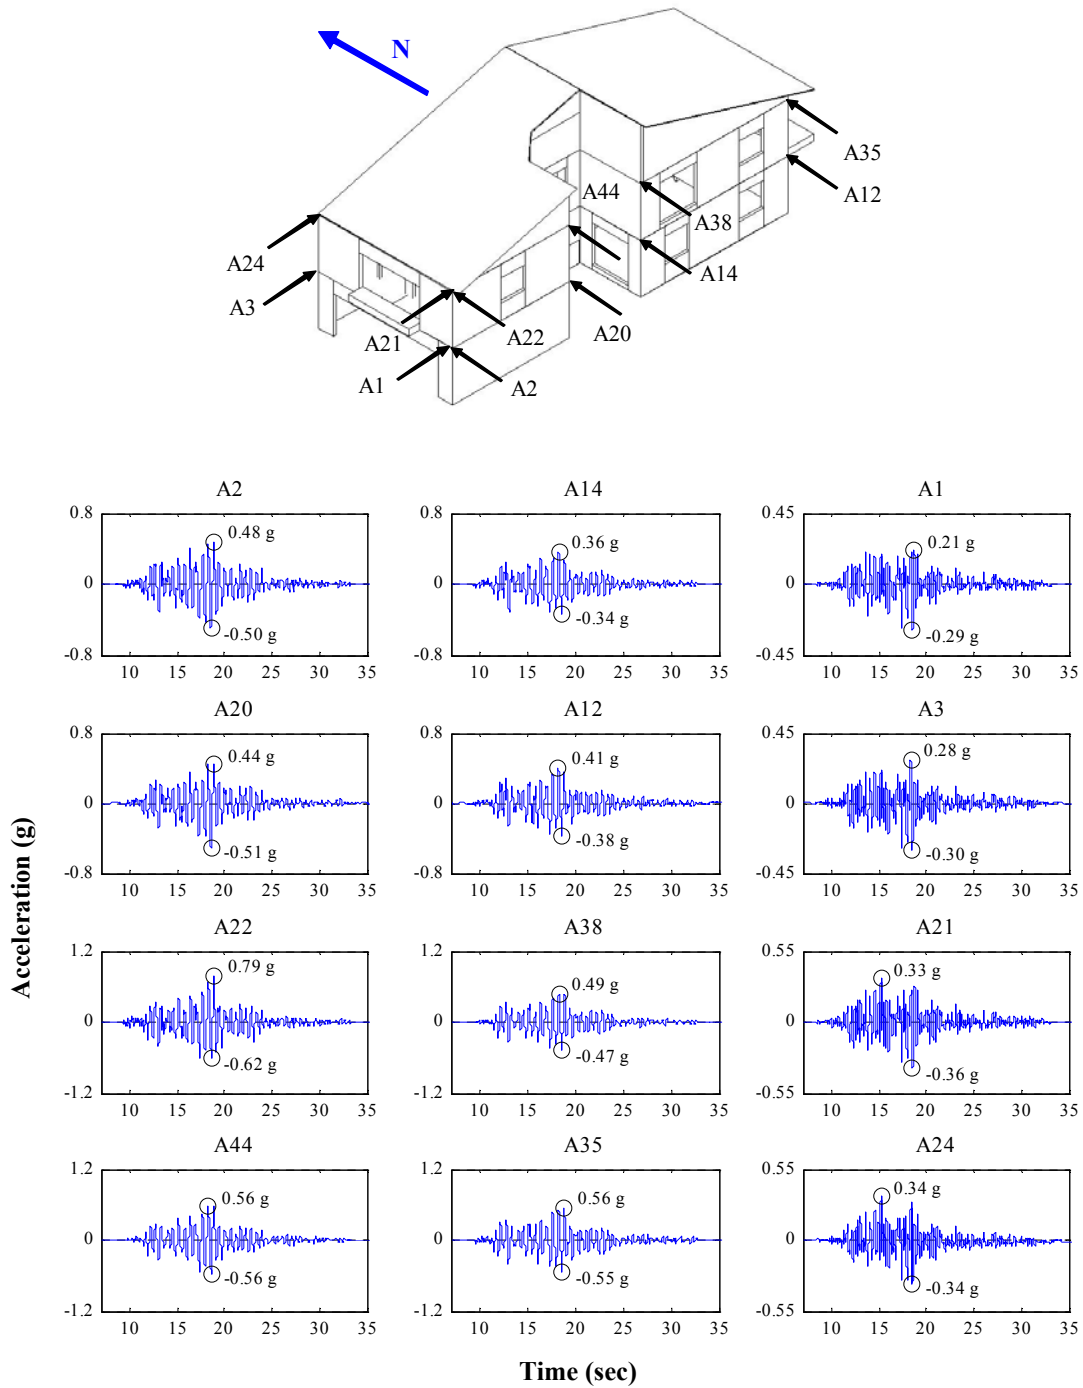 N
A35
A44
A12
A38
A24
A14
A3
A21
A22
A20
A1
A2
A2 A14 A1
0.8 0.8 0.45
0.48 g 0.36 g 0.21 g
0 0 0
-0.50 g -0.34 g -0.29 g
-0.8 -0.8 -0.45
10 15 20 25 30 35 10 15 20 25 30 35 10 15 20 25 30 35
A20 A12 A3
0.8 0.8 0.45
0.44 g 0.41 g 0.28 g
0 0 0
-0.51 g -0.38 g -0.30 g
-0.8 -0.8 -0.45
10 15 20 25 30 35 10 15 20 25 30 35 10 15 20 25 30 35
Acceleration (g)
A22 A38 A21
1.2 1.2 0.55
0.79 g 0.49 g 0.33 g
0 0 0
-0.62 g -0.47 g -0.36 g
-1.2 -1.2 -0.55
10 15 20 25 30 35 10 15 20 25 30 35 10 15 20 25 30 35
A44 A35 A24
1.2 1.2 0.55
0.56 g 0.56 g 0.34 g
0 0 0
-0.56 g -0.55 g -0.34 g
-1.2 -1.2 -0.55
10 15 20 25 30 35 10 15 20 25 30 35 10 15 20 25 30 35
Time (sec)